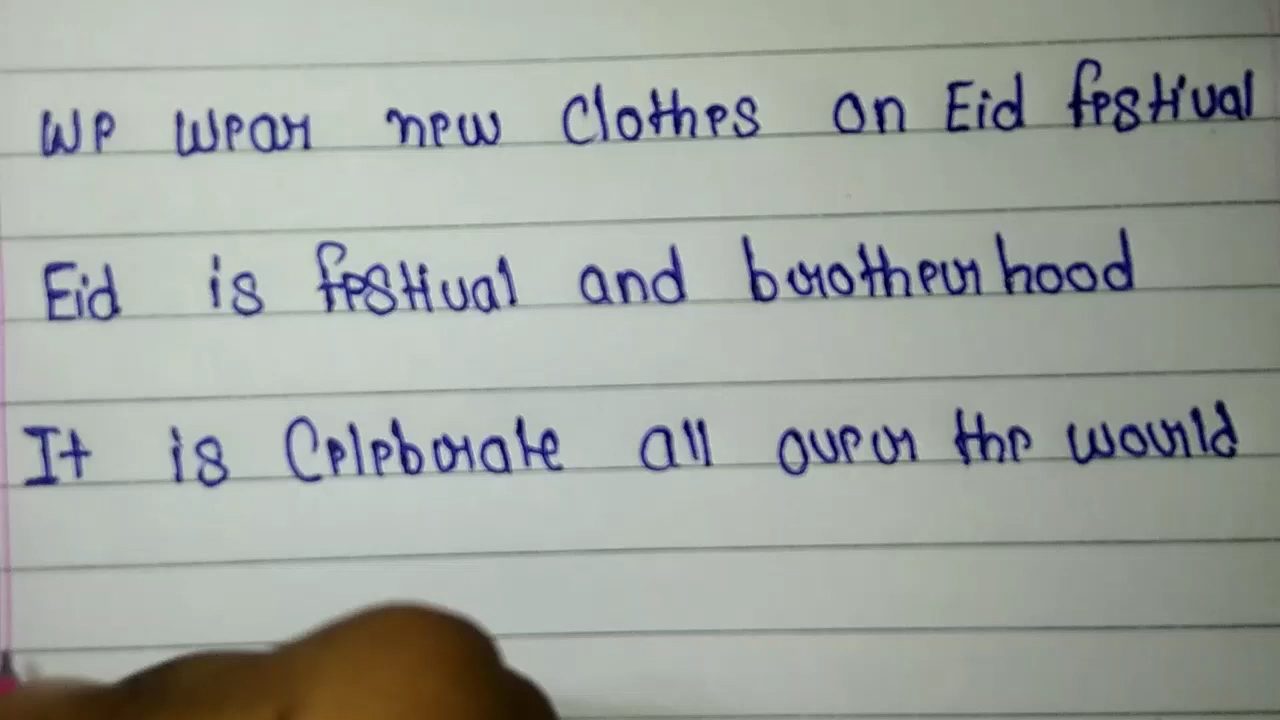 We wear new Clothes on Eid festival
Eid is festival and brotherhood
It is Celebrate all over the world